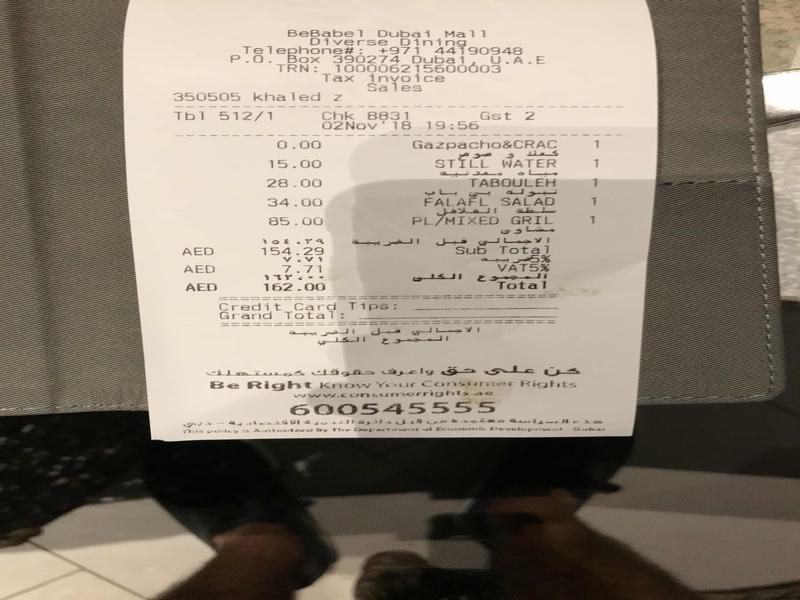 BeBabel Dubai Mall
Diverse Dining
Telephone#: +971 44190948
P.O. Box 390274 Dubai, U.A.E
TRN: 100006215600003
Tax invoice
Sales
350505 khaled z
Tbl 512/1 Chk 8831 Gst 2
02Nov'18 19:56
0.00 Gazpacho&CRAC 1
كعك و صوص
15.00 STILL WATER 1
مياه معدنية
28.00 TABOULEH 1
تبولة بي باب
34.00 FALAFL SALAD 1
سلطة الفلافل
85.00 PL/MIXED GRIL 1
مشاوى
١٥٤.٢٩ الاجمالي قبل الضريبة
AED 154.29 Sub Total
٧.٧١ ضريبه 5%
AED 7.71 VAT5%
١٦٢.٠٠ المجموع الكلى
AED 162.00 Total
Credit Card Tips:
Grand Total:
الاجمالي قبل الضريبة
المجموع الكلي
كن على حق واعرف حقوقك كمستهلك
Be Right Know Your Consumer Rights
www.consumerrights.ae
600545555
هذه السياسة معتمدة من قبل دائرة التنمية الاقتصادية - دبي
This policy is Authorized By The Department of Economic Development - Dubai